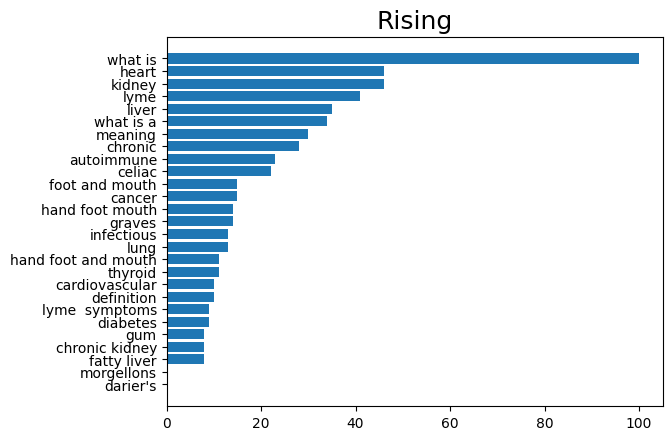 Rising
what is
heart
kidney
lyme
liver
what is a
meaning
chronic
autoimmune
celiac
foot and mouth
cancer
hand foot mouth
graves
infectious
lung
hand foot and mouth
thyroid
cardiovascular
definition
lyme  symptoms
diabetes
gum
chronic kidney
fatty liver
morgellons
darier's
0 20 40 60 80 100